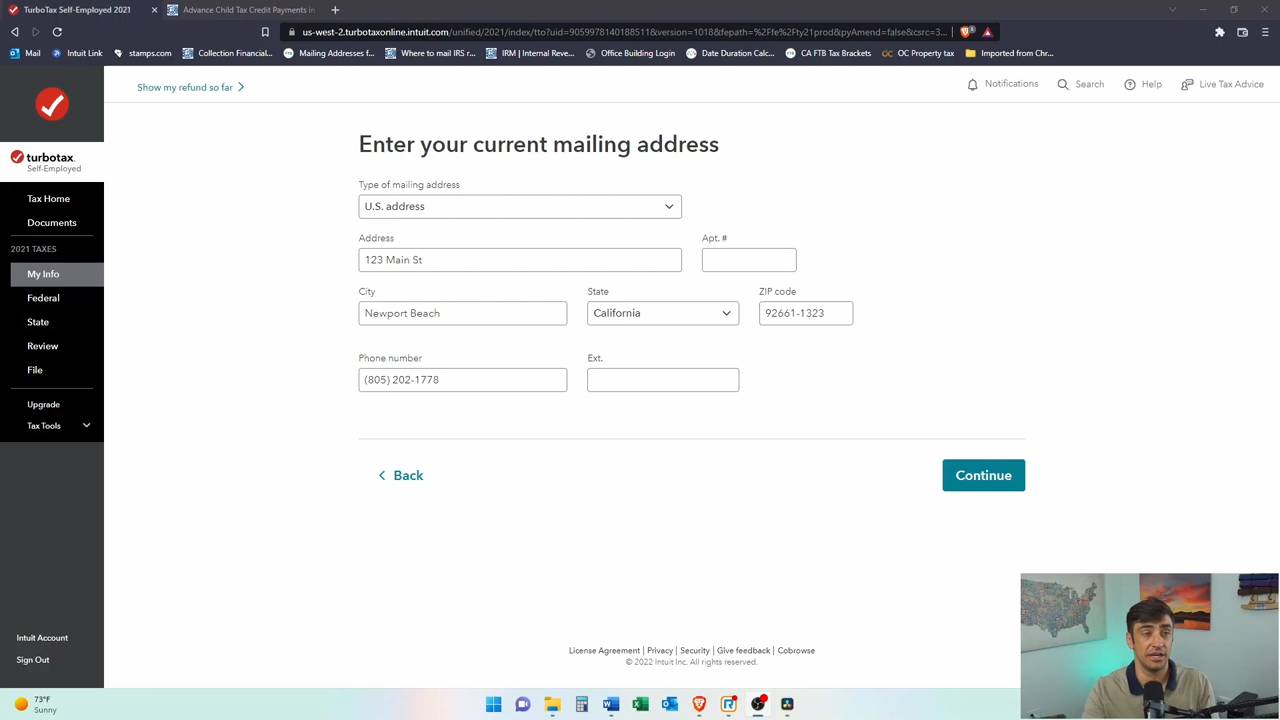 TurboTax Self-Employed 2021
Advance Child Tax Credit Payments in
us-west-2.turbotaxonline.intuit.com/unified/2021/index/tto?uid=9059978140188511&version=1018&fepath=%2Ffe%2Fty21prod&pyAmend=false&csrc=3...
Mail
Intuit Link
stamps.com
Collection Financial...
Mailing Addresses f...
Where to mail IRS r...
IRM | Internal Reve...
Office Building Login
Date Duration Calc...
CA FTB Tax Brackets
OC Property tax
Imported from Chr...
Show my refund so far
Notifications
Search
Help
Live Tax Advice
turbotax
Self-Employed
Tax Home
Documents
2021 TAXES
My Info
Federal
State
Review
File
Upgrade
Tax Tools
Intuit Account
Sign Out
Enter your current mailing address
Type of mailing address
U.S. address
Address
Apt. #
123 Main St
City
State
ZIP code
Newport Beach
California
92661-1323
Phone number
Ext.
(805) 202-1778
Back
Continue
License Agreement | Privacy | Security | Give feedback | Cobrowse
© 2022 Intuit Inc. All rights reserved.
73°F
Sunny